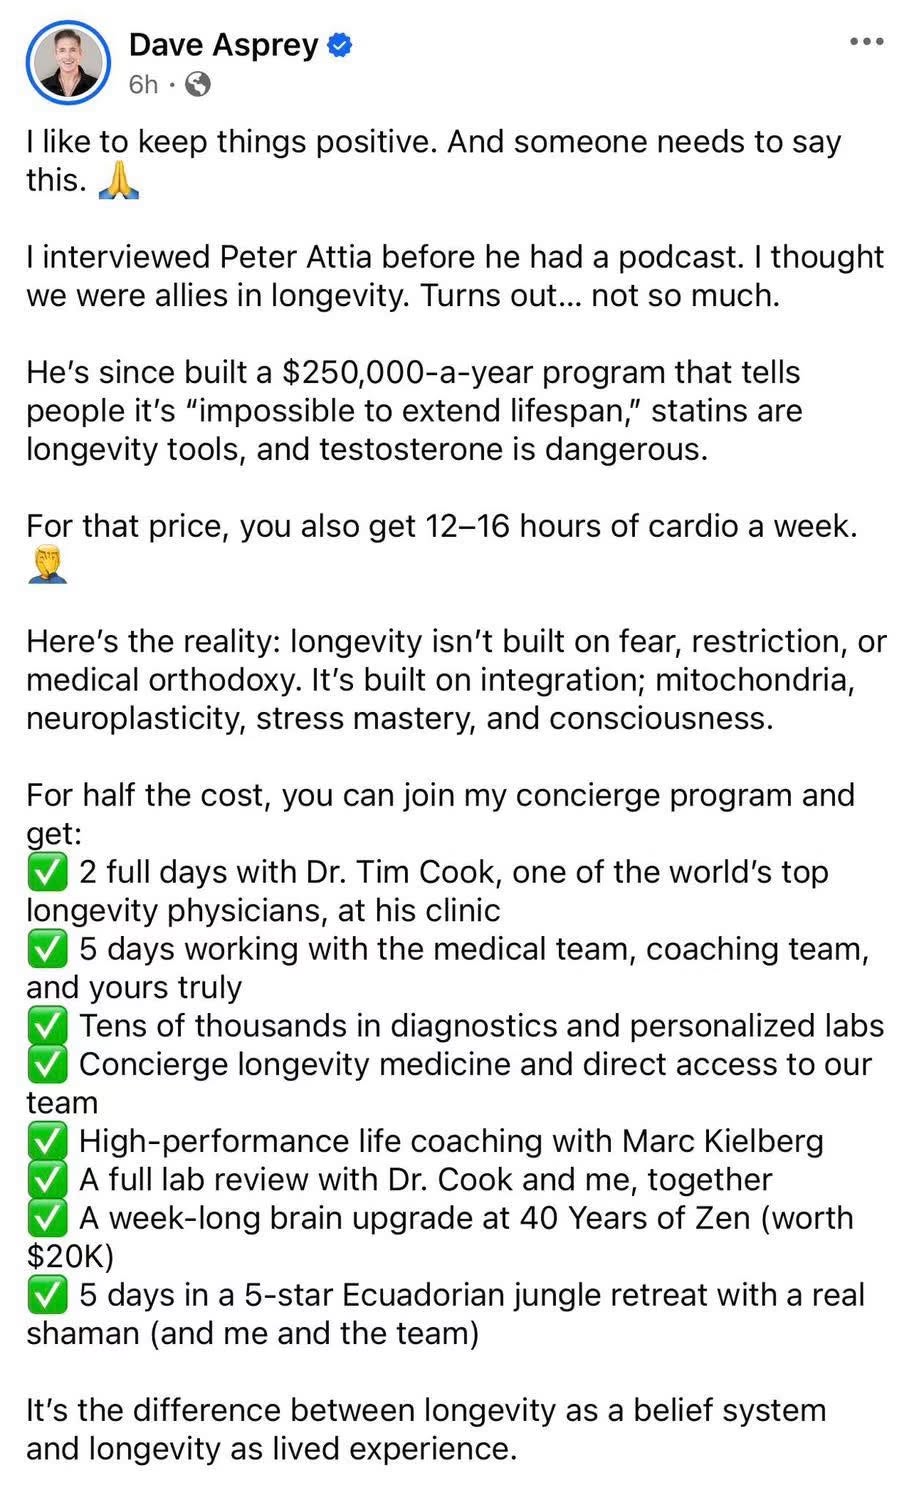 Dave Asprey
6h ·
I like to keep things positive. And someone needs to say
this. 🙏
I interviewed Peter Attia before he had a podcast. I thought
we were allies in longevity. Turns out... not so much.
He’s since built a $250,000-a-year program that tells
people it’s “impossible to extend lifespan,” statins are
longevity tools, and testosterone is dangerous.
For that price, you also get 12–16 hours of cardio a week.
🤦‍♂️
Here’s the reality: longevity isn’t built on fear, restriction, or
medical orthodoxy. It’s built on integration; mitochondria,
neuroplasticity, stress mastery, and consciousness.
For half the cost, you can join my concierge program and
get:
✅ 2 full days with Dr. Tim Cook, one of the world’s top
longevity physicians, at his clinic
✅ 5 days working with the medical team, coaching team,
and yours truly
✅ Tens of thousands in diagnostics and personalized labs
✅ Concierge longevity medicine and direct access to our
team
✅ High-performance life coaching with Marc Kielberg
✅ A full lab review with Dr. Cook and me, together
✅ A week-long brain upgrade at 40 Years of Zen (worth
$20K)
✅ 5 days in a 5-star Ecuadorian jungle retreat with a real
shaman (and me and the team)
It’s the difference between longevity as a belief system
and longevity as lived experience.